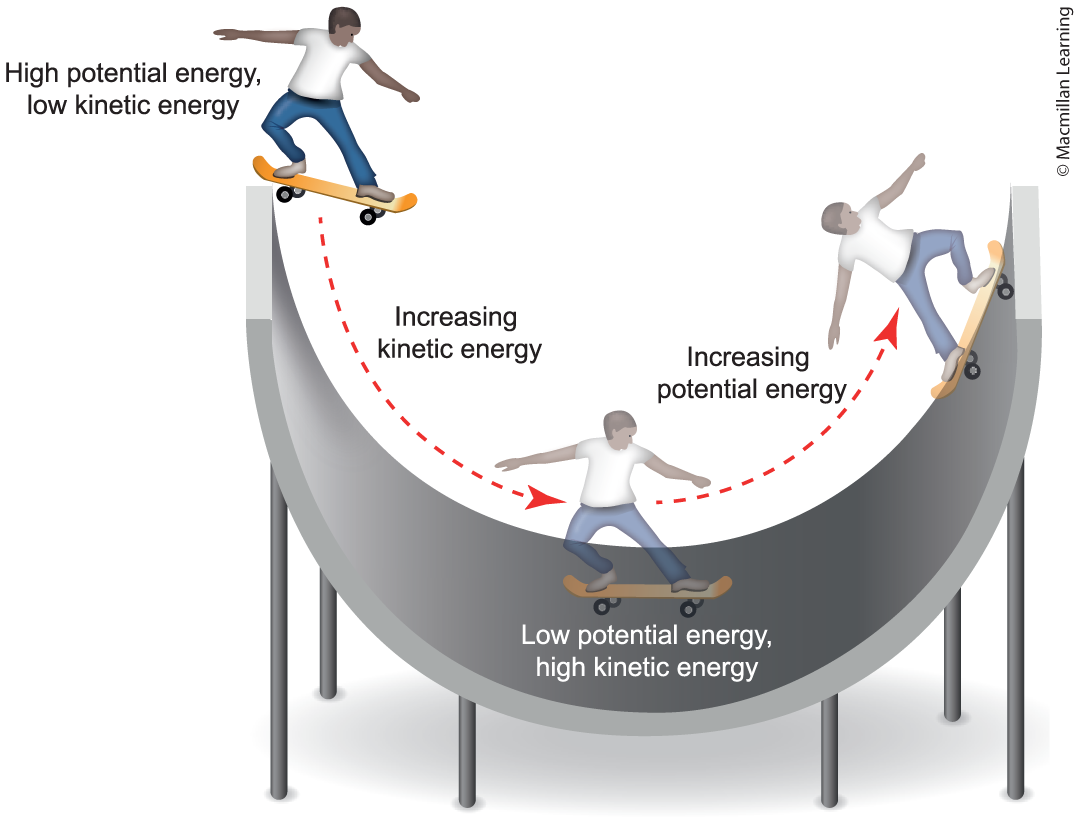 High potential energy,
low kinetic energy
Increasing
kinetic energy
Increasing
potential energy
Low potential energy,
high kinetic energy
© Macmillan Learning